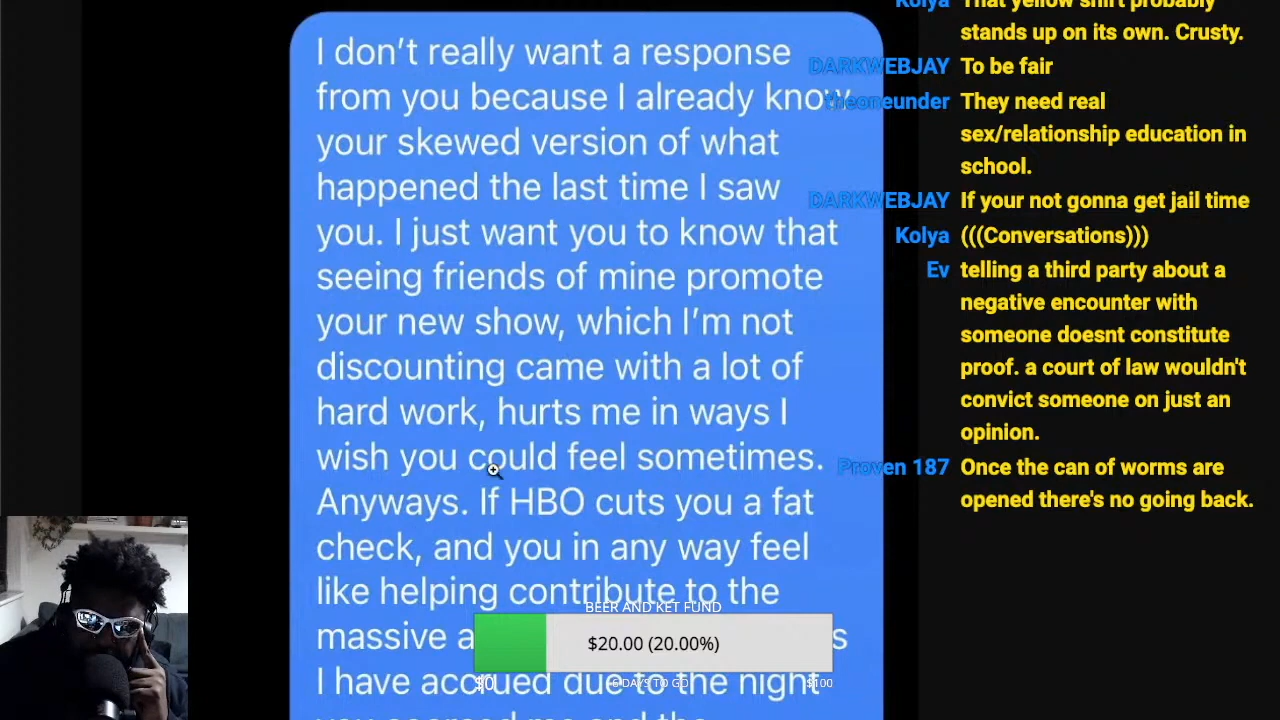 I don't really want a response
from you because I already know
your skewed version of what
happened the last time I saw
you. I just want you to know that
seeing friends of mine promote
your new show, which I'm not
discounting came with a lot of
hard work, hurts me in ways I
wish you could feel sometimes.
Anyways. If HBO cuts you a fat
check, and you in any way feel
like helping contribute to the
massive
I have accrued due to the night
BEER AND KET FUND
$20.00 (20.00%)
$0
6 DAYS TO GO
$100
Kolya That yellow shirt probably
stands up on its own. Crusty.
DARKWEBJAY To be fair
theoneunder They need real
sex/relationship education in
school.
DARKWEBJAY If your not gonna get jail time
Kolya (((Conversations)))
Ev telling a third party about a
negative encounter with
someone doesnt constitute
proof. a court of law wouldn't
convict someone on just an
opinion.
Proven 187 Once the can of worms are
opened there's no going back.